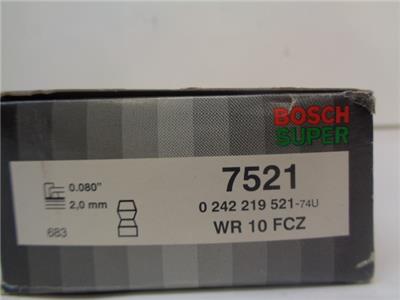 BOSCH
SUPER
7521
0.080"
2,0 mm
0 242 219 521-74U
683
WR 10 FCZ